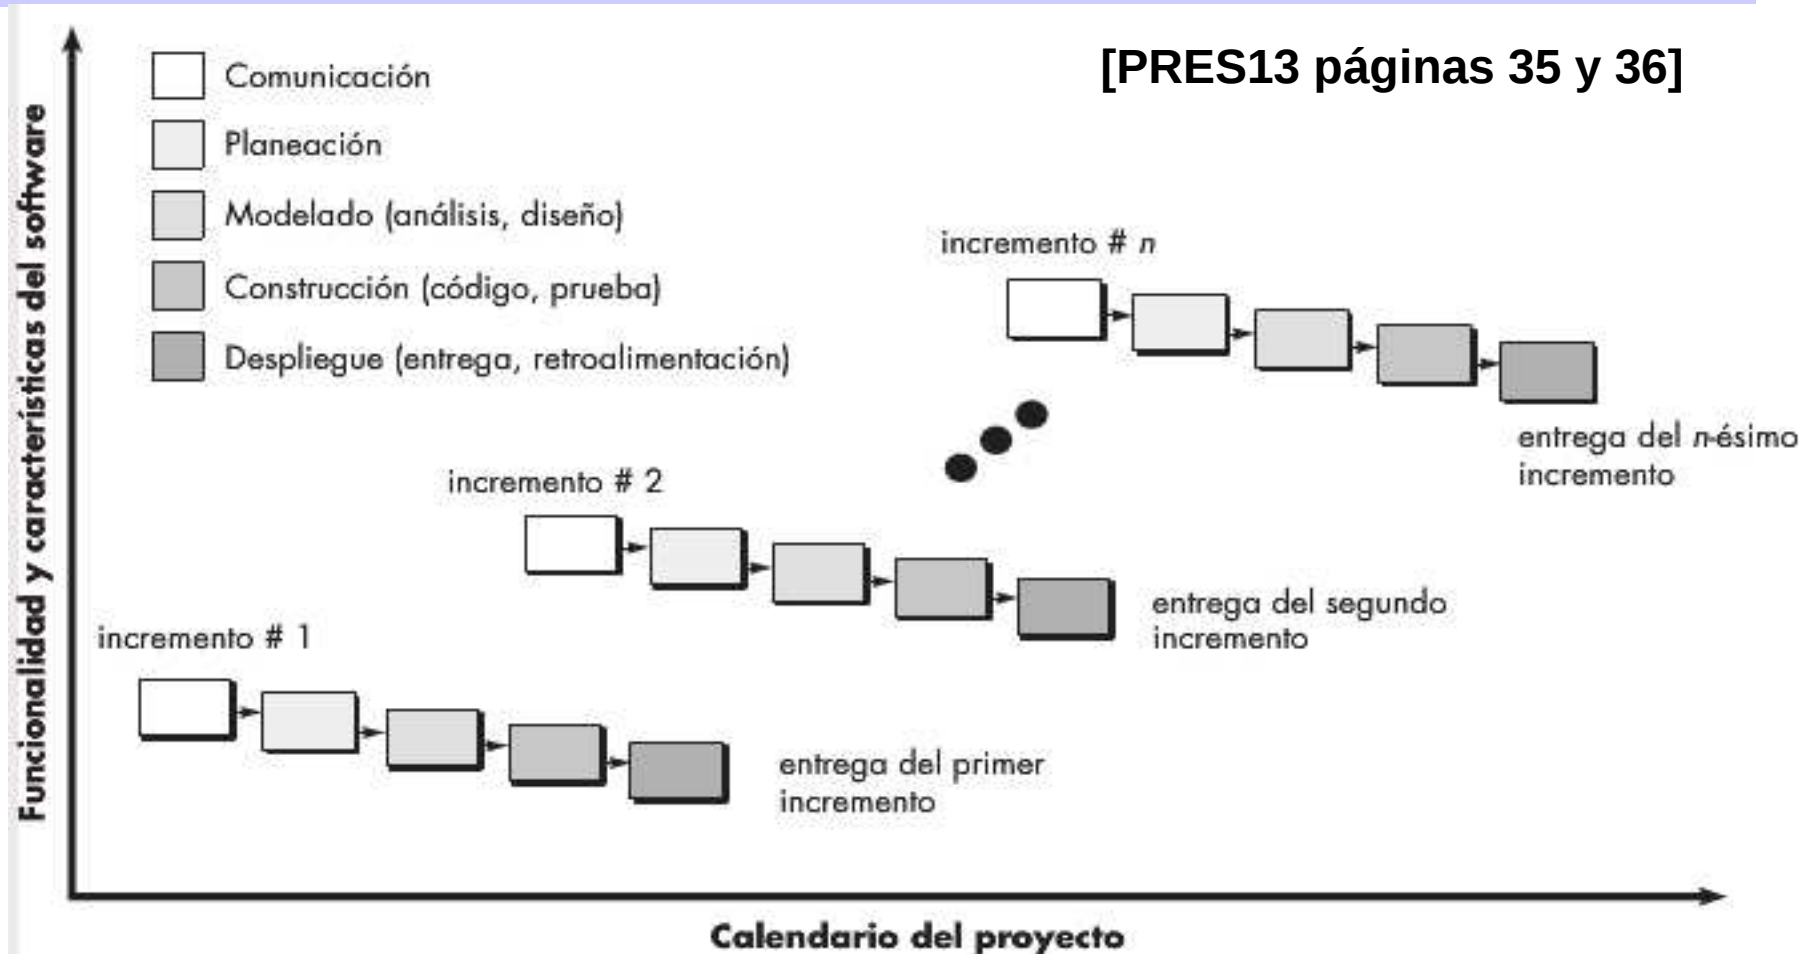 [PRES13 páginas 35 y 36]
Funcionalidad y características del software
Comunicación
Planeación
Modelado (análisis, diseño)
Construcción (código, prueba)
Despliegue (entrega, retroalimentación)
incremento # n
entrega del n-ésimo
incremento
incremento # 2
entrega del segundo
incremento
incremento # 1
entrega del primer
incremento
Calendario del proyecto